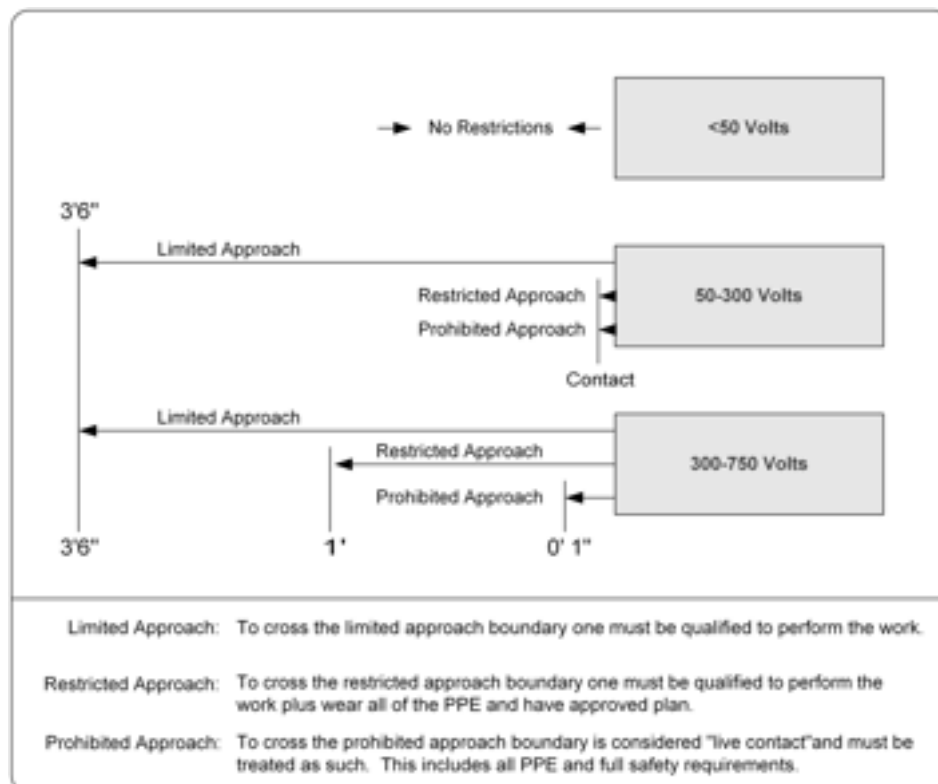 No Restrictions
<50 Volts
3'6"
Limited Approach
Restricted Approach
50-300 Volts
Prohibited Approach
Contact
Limited Approach
Restricted Approach
300-750 Volts
Prohibited Approach
3'6"
1'
0' 1"
Limited Approach: To cross the limited approach boundary one must be qualified to perform the work.
Restricted Approach: To cross the restricted approach boundary one must be qualified to perform the
work plus wear all of the PPE and have approved plan.
Prohibited Approach: To cross the prohibited approach boundary is considered "live contact"and must be
treated as such. This includes all PPE and full safety requirements.